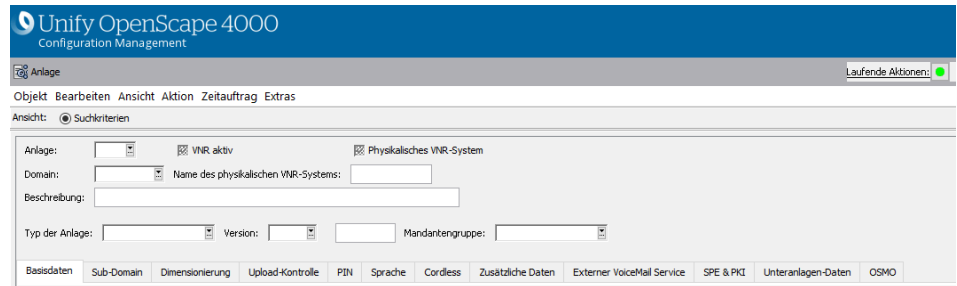 Unify OpenScape 4000
Configuration Management
Anlage Laufende Aktionen:
Objekt Bearbeiten Ansicht Aktion Zeitauftrag Extras
Ansicht: Suchkriterien
Anlage: VNR aktiv Physikalisches VNR-System
Domain: Name des physikalischen VNR-Systems:
Beschreibung:
Typ der Anlage: Version: Mandantengruppe:
Basisdaten Sub-Domain Dimensionierung Upload-Kontrolle PIN Sprache Cordless Zusätzliche Daten Externer VoiceMail Service SPE & PKI Unteranlagen-Daten OSMO